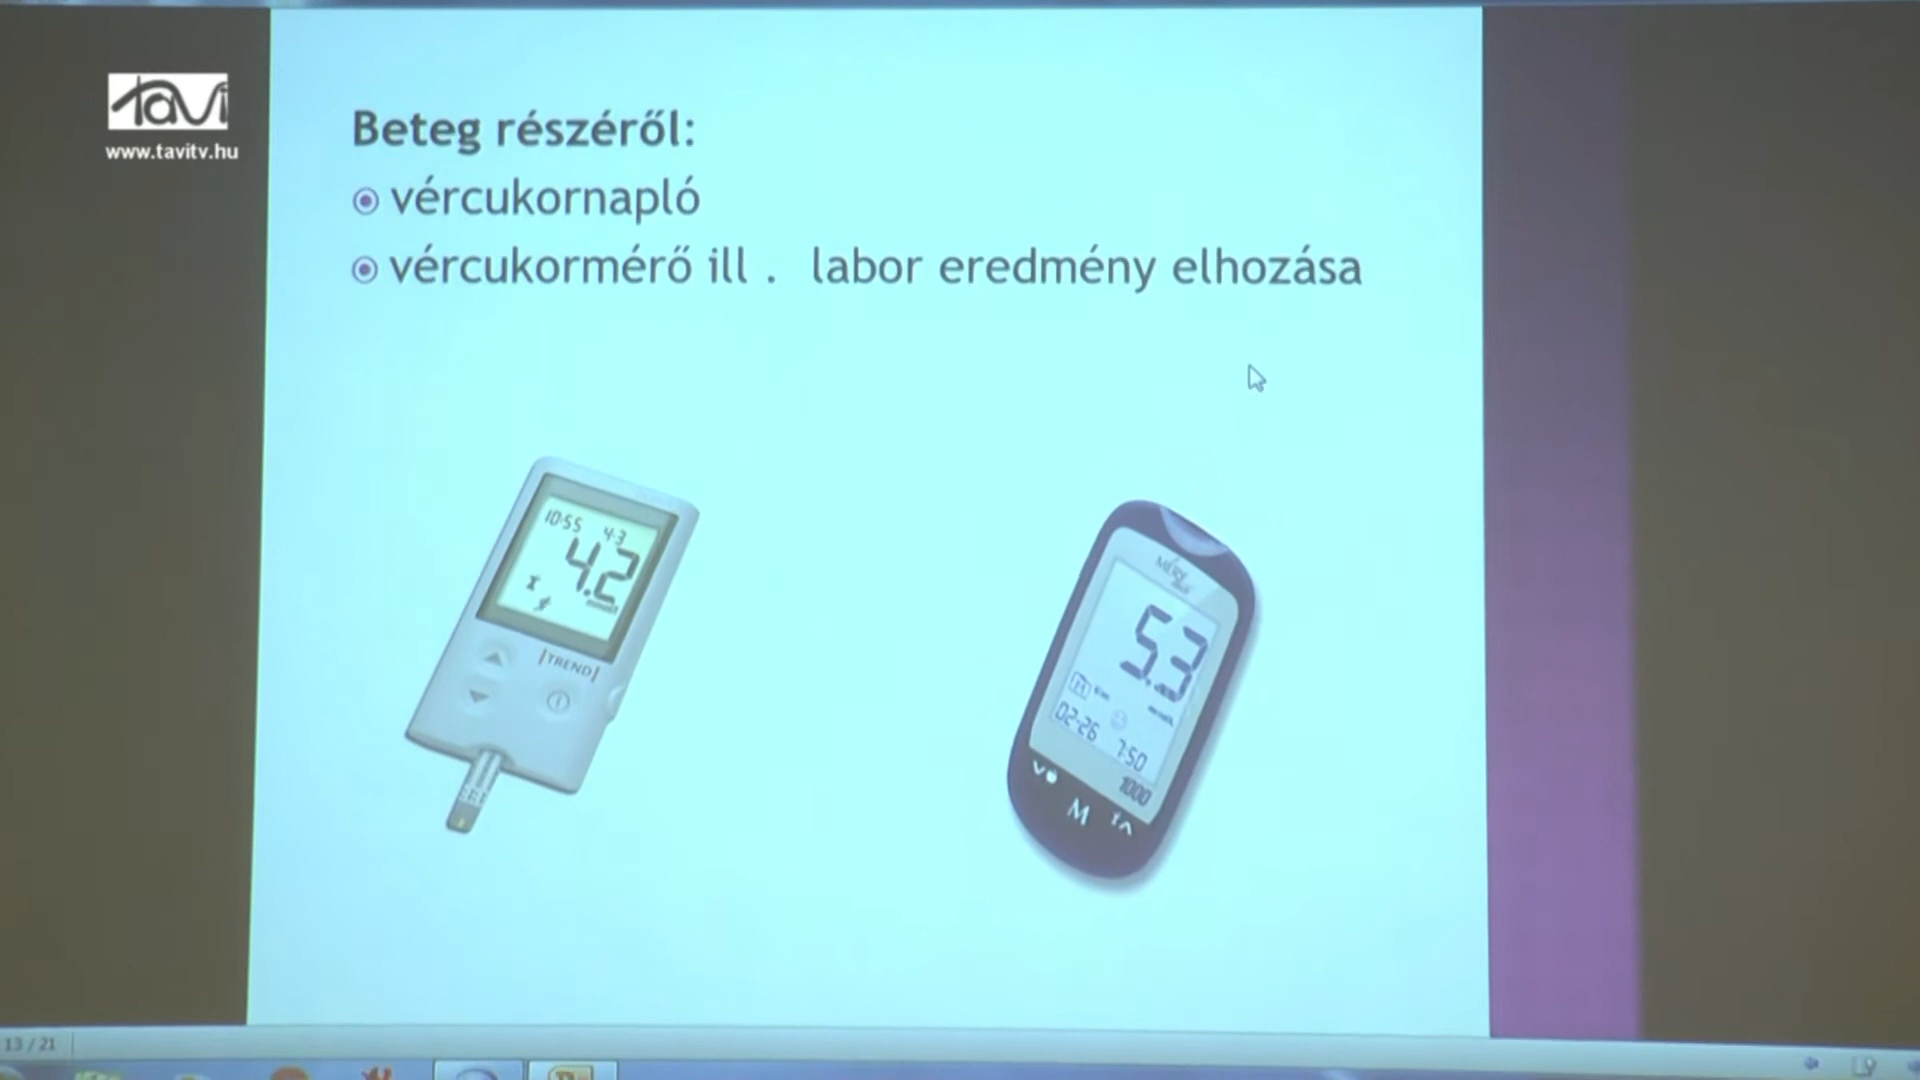 tavi
www.tavitv.hu
Beteg részéről:
vércukornapló
vércukormérő ill . labor eredmény elhozása
10:55
4-3
4.2
mmol/l
TREND
5.3
02-26 7:50
1000
M
13 / 21